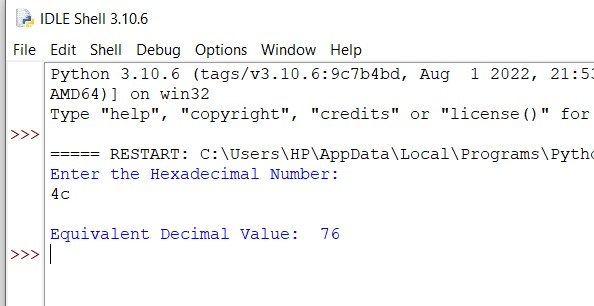 IDLE Shell 3.10.6
File Edit Shell Debug Options Window Help
Python 3.10.6 (tags/v3.10.6:9c7b4bd, Aug  1 2022, 21:53
AMD64)] on win32
Type "help", "copyright", "credits" or "license()" for
>>>
===== RESTART: C:\Users\HP\AppData\Local\Programs\Pytho
Enter the Hexadecimal Number:
4c
Equivalent Decimal Value:  76
>>>